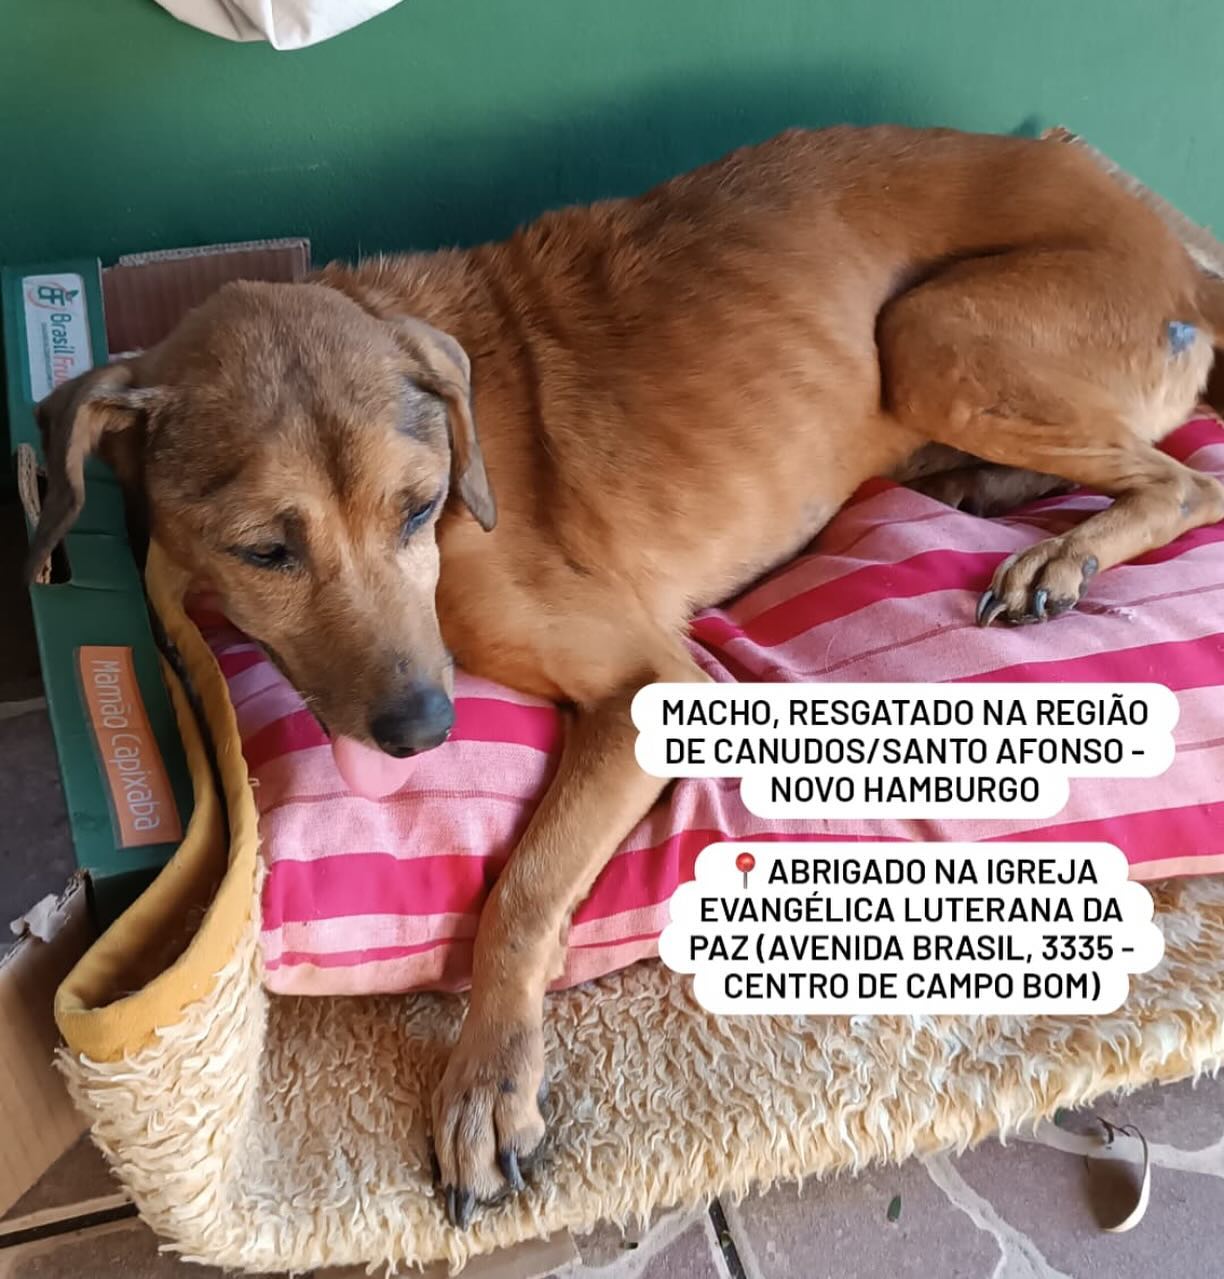 Brasil Fru
Mamão Capixaba
MACHO, RESGATADO NA REGIÃO
DE CANUDOS/SANTO AFONSO -
NOVO HAMBURGO
📍ABRIGADO NA IGREJA
EVANGÉLICA LUTERANA DA
PAZ (AVENIDA BRASIL, 3335 -
CENTRO DE CAMPO BOM)